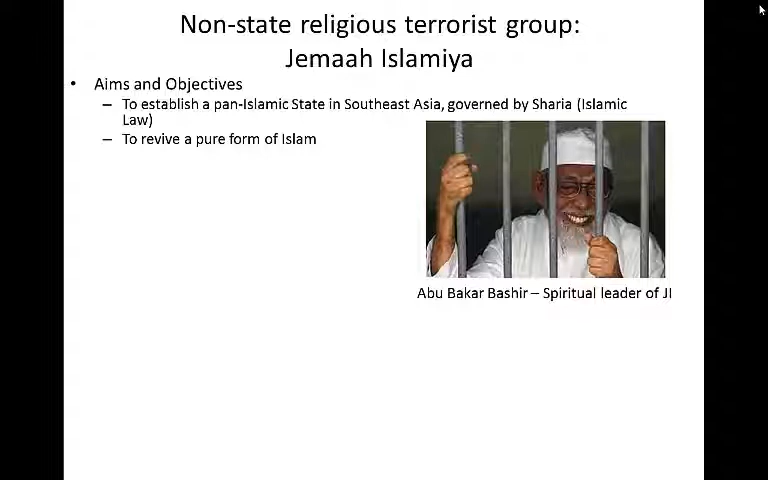 Non-state religious terrorist group:
Jemaah Islamiya
• Aims and Objectives
– To establish a pan-Islamic State in Southeast Asia, governed by Sharia (Islamic
Law)
– To revive a pure form of Islam
Abu Bakar Bashir – Spiritual leader of JI